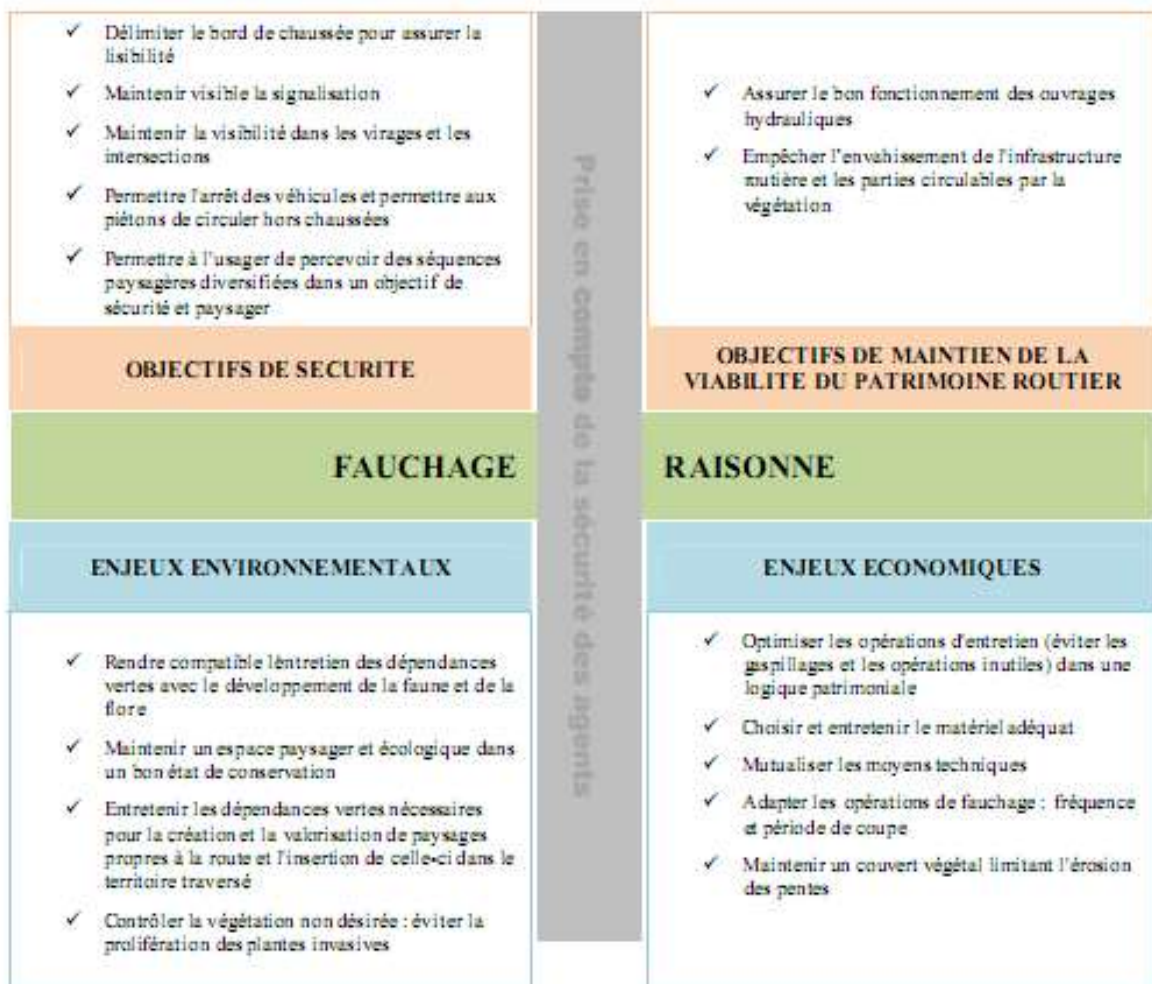 ✓ Délimiter le bord de chaussée pour assurer la
lisibilité
✓ Maintenir visible la signalisation
✓ Maintenir la visibilité dans les virages et les
intersections
✓ Permettre l'arrêt des véhicules et permettre aux
piétons de circuler hors chaussées
✓ Permettre à l'usager de percevoir des séquences
paysagères diversifiées dans un objectif de
sécurité et paysager
OBJECTIFS DE SECURITE
✓ Assurer le bon fonctionnement des ouvrages
hydrauliques
✓ Empêcher l'envahissement de l'infrastructure
routière et les parties circulables par la
végétation
OBJECTIFS DE MAINTIEN DE LA
VIABILITE DU PATRIMOINE ROUTIER
Prise en compte de la sécurité des agents
FAUCHAGE RAISONNE
ENJEUX ENVIRONNEMENTAUX
✓ Rendre compatible lèntretien des dépendances
vertes avec le développement de la faune et de la
flore
✓ Maintenir un espace paysager et écologique dans
un bon état de conservation
✓ Entretenir les dépendances vertes nécessaires
pour la création et la valorisation de paysages
propres à la route et l'insertion de celle-ci dans le
territoire traversé
✓ Contrôler la végétation non désirée : éviter la
prolifération des plantes invasives
ENJEUX ECONOMIQUES
✓ Optimiser les opérations d'entretien (éviter les
gaspillages et les opérations inutiles) dans une
logique patrimoniale
✓ Choisir et entretenir le matériel adéquat
✓ Mutualiser les moyens techniques
✓ Adapter les opérations de fauchage : fréquence
et période de coupe
✓ Maintenir un couvert végétal limitant l'érosion
des pentes